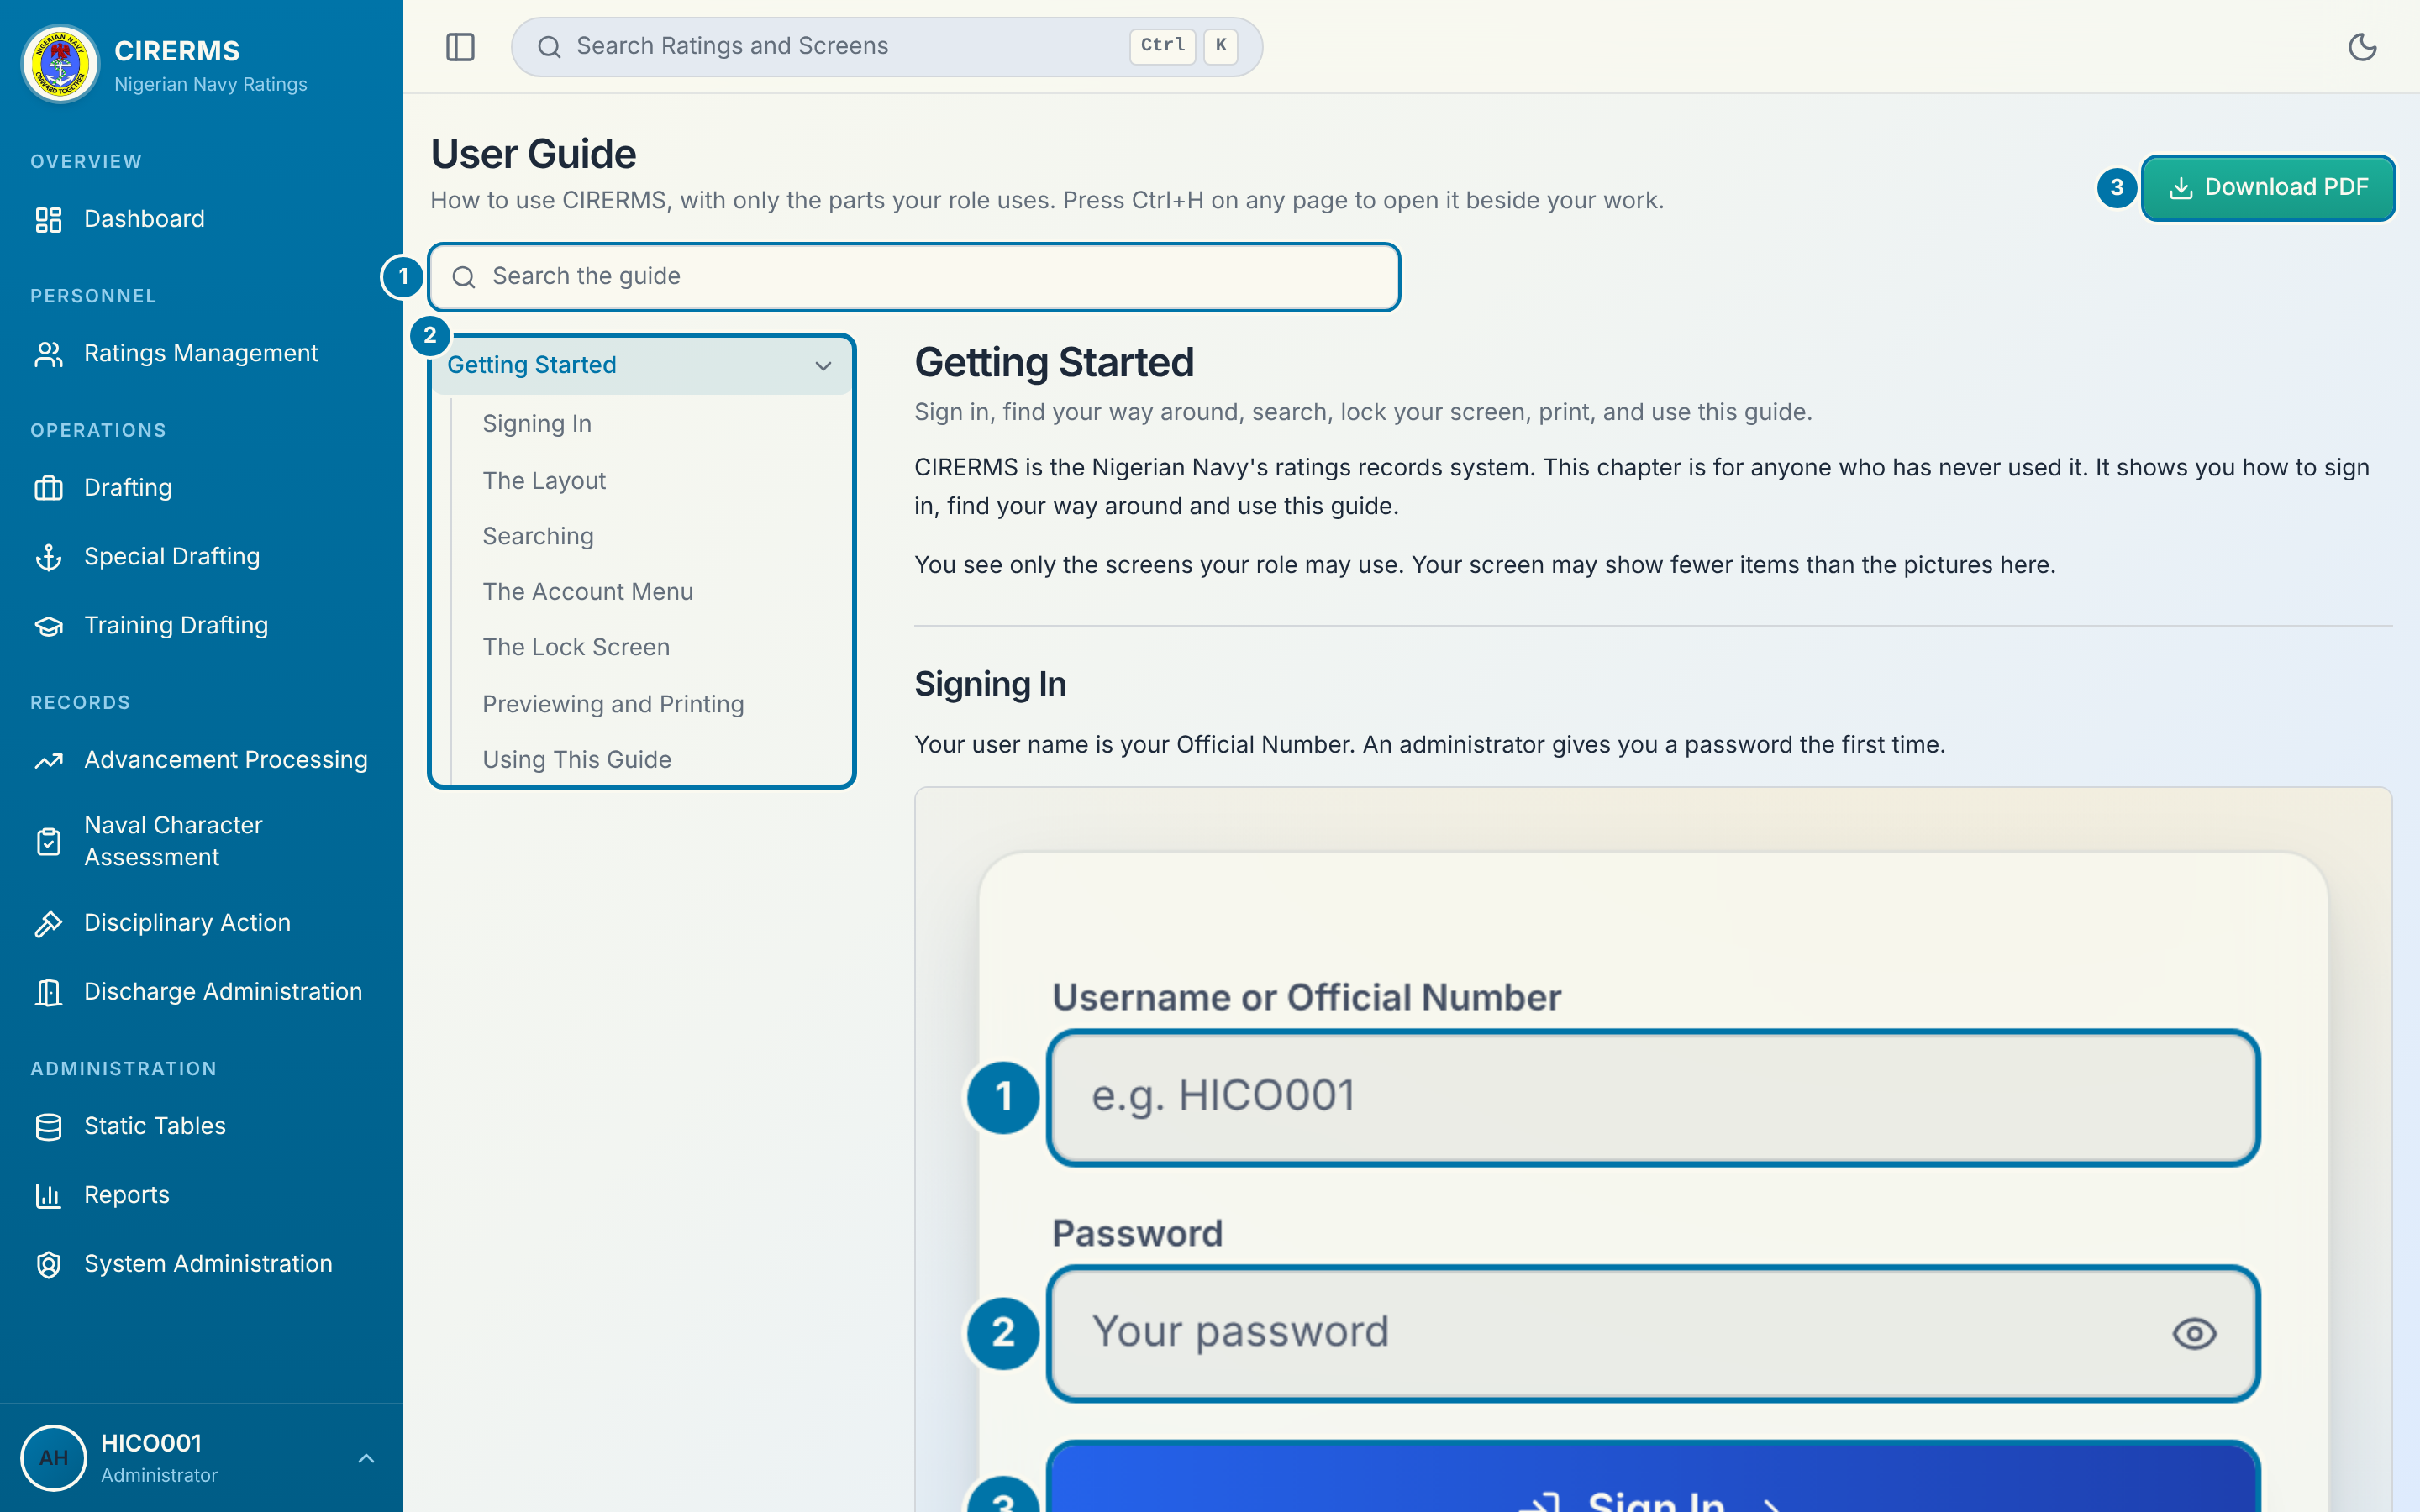 NIGERIAN NAVY
ONWARD TOGETHER
CIRERMS
Nigerian Navy Ratings
OVERVIEW
Dashboard
PERSONNEL
Ratings Management
OPERATIONS
Drafting
Special Drafting
Training Drafting
RECORDS
Advancement Processing
Naval Character
Assessment
Disciplinary Action
Discharge Administration
ADMINISTRATION
Static Tables
Reports
System Administration
AH
HICO001
Administrator
Search Ratings and Screens
Ctrl K
User Guide
How to use CIRERMS, with only the parts your role uses. Press Ctrl+H on any page to open it beside your work.
3 Download PDF
1 Search the guide
2
Getting Started
Signing In
The Layout
Searching
The Account Menu
The Lock Screen
Previewing and Printing
Using This Guide
Getting Started
Sign in, find your way around, search, lock your screen, print, and use this guide.
CIRERMS is the Nigerian Navy's ratings records system. This chapter is for anyone who has never used it. It shows you how to sign
in, find your way around and use this guide.
You see only the screens your role may use. Your screen may show fewer items than the pictures here.
Signing In
Your user name is your Official Number. An administrator gives you a password the first time.
Username or Official Number
1 e.g. HICO001
Password
2 Your password
3 Sign In